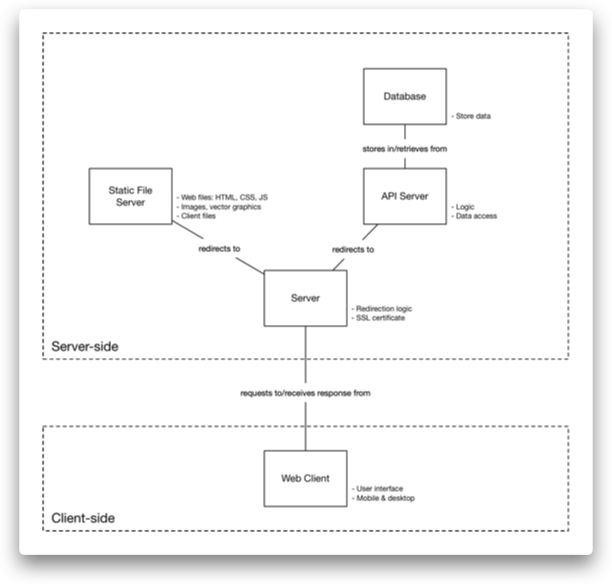 Database
- Store data
stores in/retrieves from
Static File
Server
- Web files: HTML, CSS, JS
- Images, vector graphics
- Client files
API Server
- Logic
- Data access
redirects to
redirects to
Server
- Redirection logic
- SSL certificate
Server-side
requests to/receives response from
Web Client
- User interface
- Mobile & desktop
Client-side